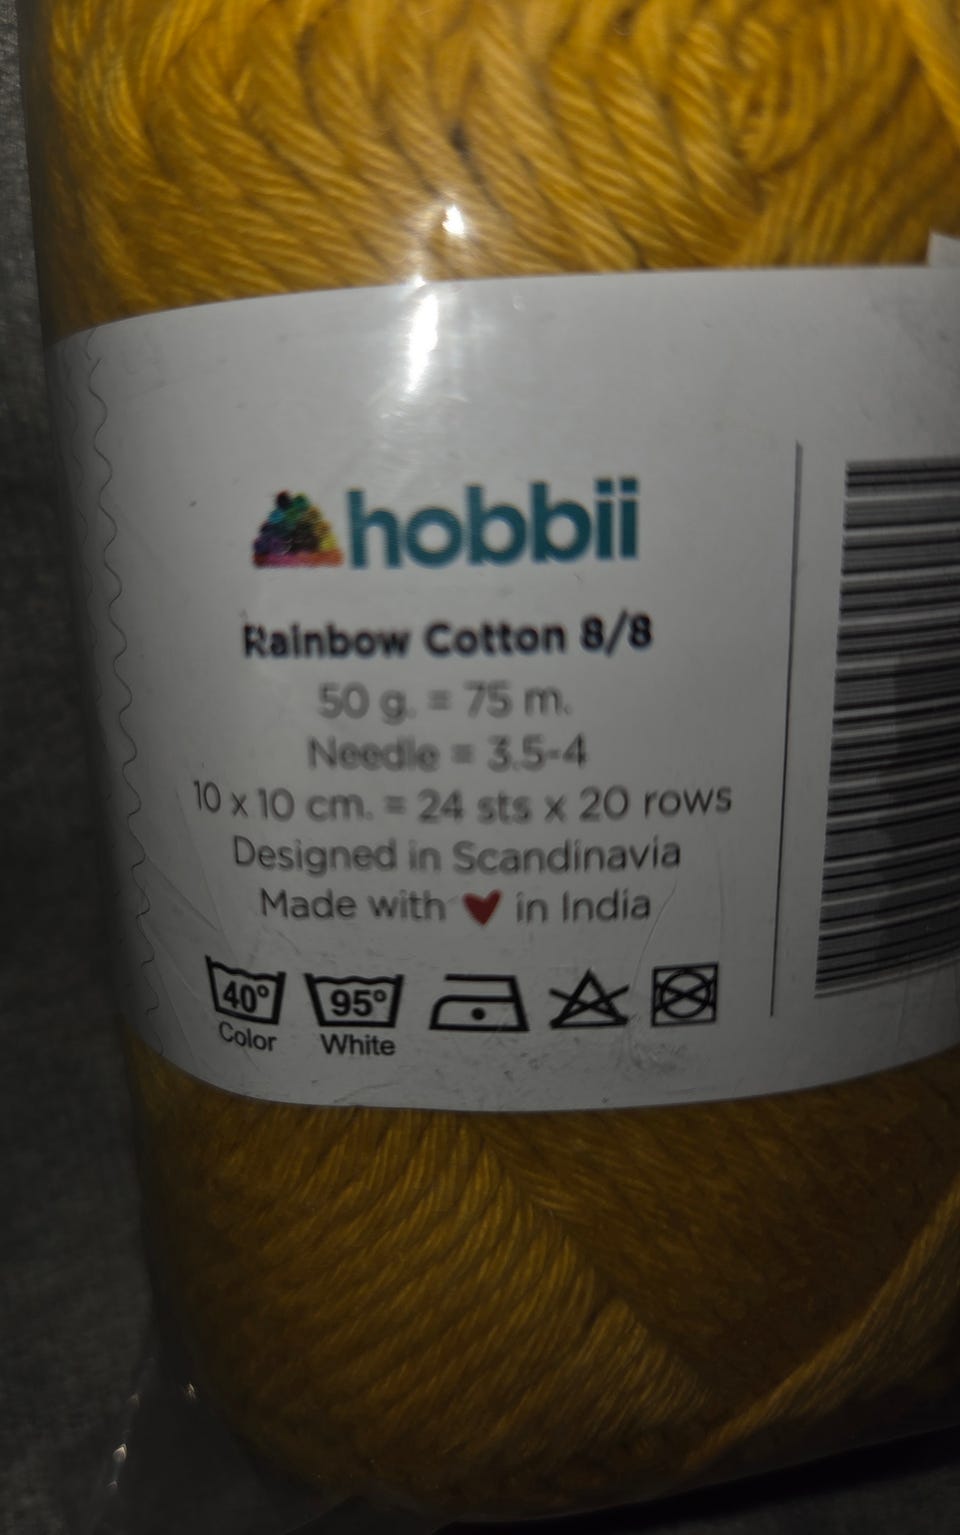 hobbii
Rainbow Cotton 8/8
50 g. = 75 m.
Needle = 3.5-4
10 x 10 cm. = 24 sts x 20 rows
Designed in Scandinavia
Made with ❤ in India
40° 95°
Color White